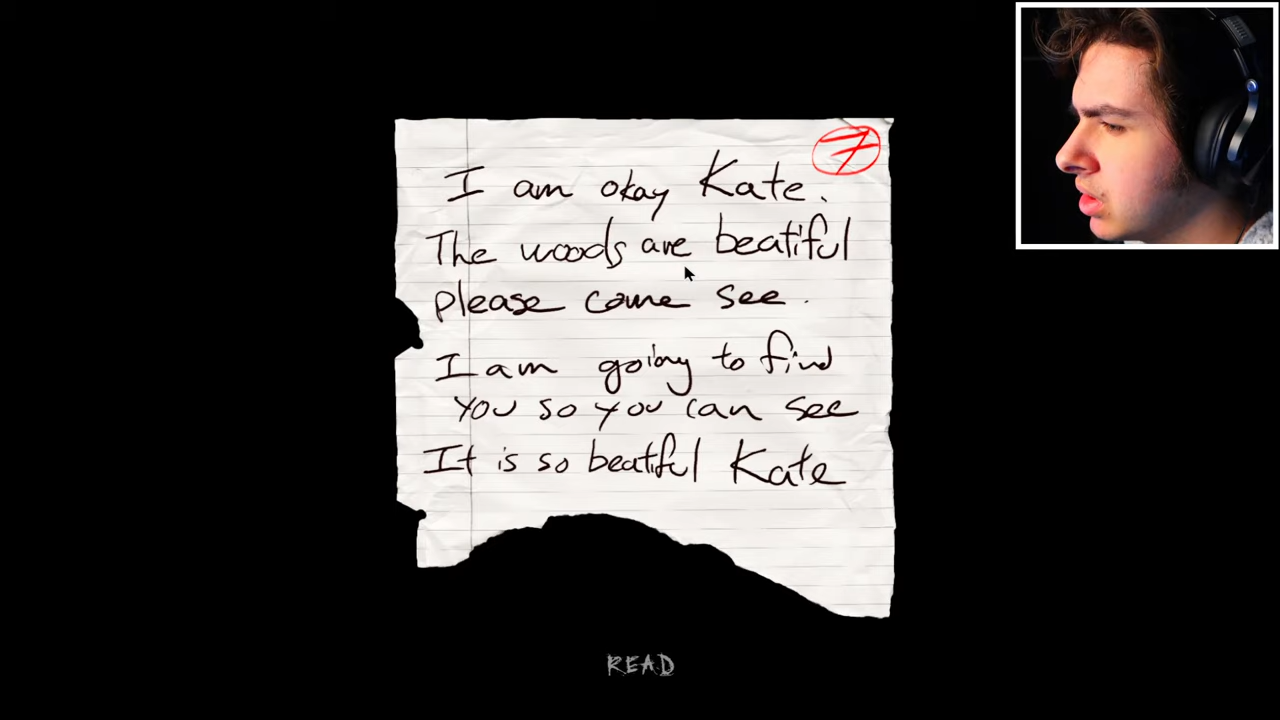 7
I am okay Kate.
The woods are beatiful
please come see.
I am going to find
you so you can see
It is so beatiful Kate
READ